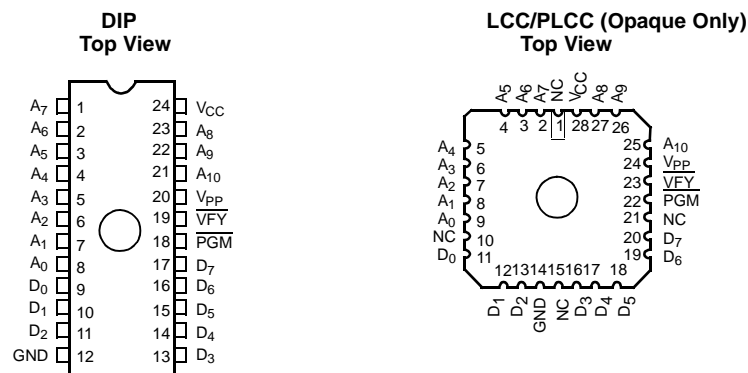 DIP
Top View
LCC/PLCC (Opaque Only)
Top View
A7 1 24 VCC
A6 2 23 A8
A5 3 22 A9
A4 4 21 A10
A3 5 20 VPP
A2 6 19 VFY
A1 7 18 PGM
A0 8 17 D7
D0 9 16 D6
D1 10 15 D5
D2 11 14 D4
GND 12 13 D3
A5 A6 A7 NC VCC A8 A9
4 3 2 1 28 27 26
A4 5 25 A10
A3 6 24 VPP
A2 7 23 VFY
A1 8 22 PGM
A0 9 21 NC
NC 10 20 D7
D0 11 19 D6
12 13 14 15 16 17 18
D1 D2 GND NC D3 D4 D5